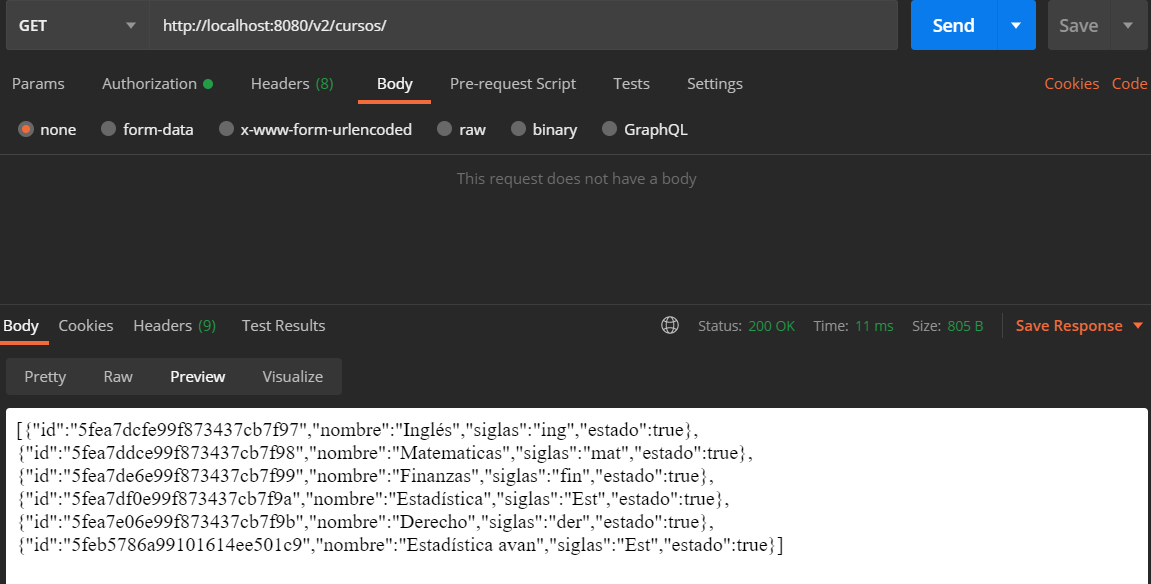 GET http://localhost:8080/v2/cursos/ Send Save
Params Authorization Headers (8) Body Pre-request Script Tests Settings Cookies Code
none form-data x-www-form-urlencoded raw binary GraphQL
This request does not have a body
Body Cookies Headers (9) Test Results Status: 200 OK Time: 11 ms Size: 805 B Save Response
Pretty Raw Preview Visualize
[{"id":"5fea7dcfe99f873437cb7f97","nombre":"Inglés","siglas":"ing","estado":true},
{"id":"5fea7ddce99f873437cb7f98","nombre":"Matematicas","siglas":"mat","estado":true},
{"id":"5fea7de6e99f873437cb7f99","nombre":"Finanzas","siglas":"fin","estado":true},
{"id":"5fea7df0e99f873437cb7f9a","nombre":"Estadística","siglas":"Est","estado":true},
{"id":"5fea7e06e99f873437cb7f9b","nombre":"Derecho","siglas":"der","estado":true},
{"id":"5feb5786a99101614ee501c9","nombre":"Estadística avan","siglas":"Est","estado":true}]